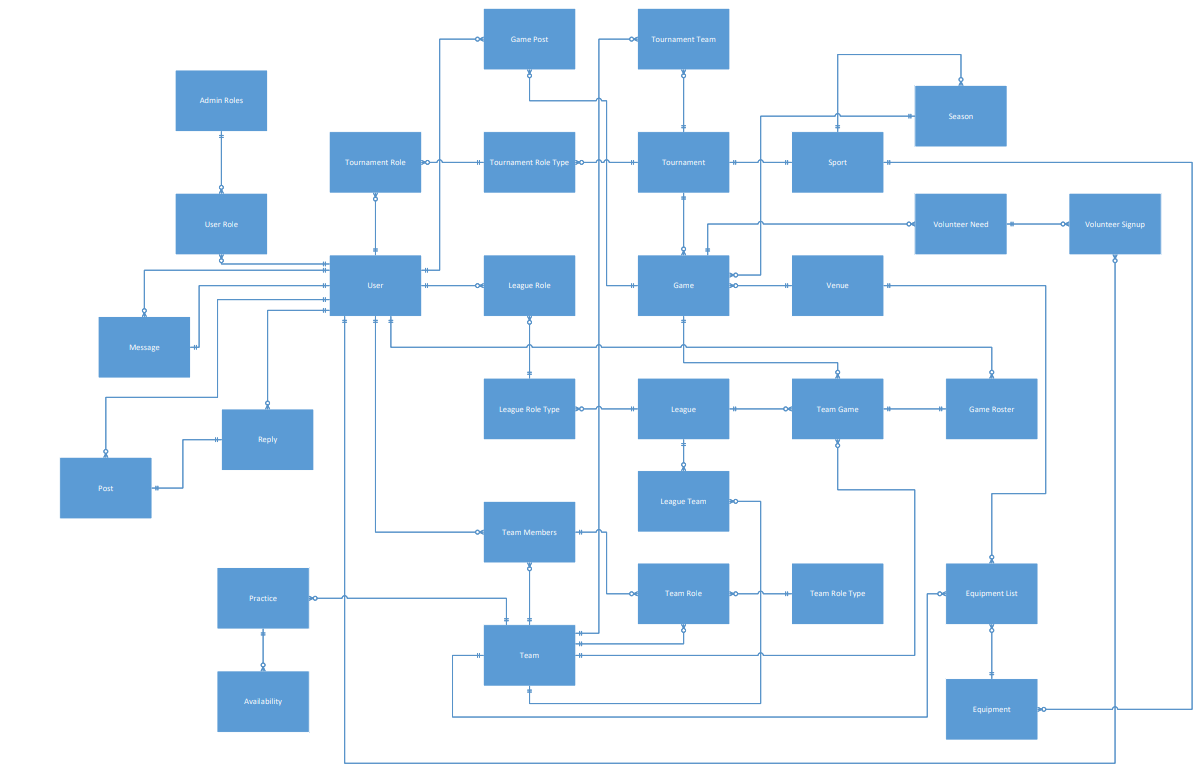 Game Post
Tournament Team
Admin Roles
Season
Tournament Role
Tournament Role Type
Tournament
Sport
User Role
Volunteer Need
Volunteer Signup
User
League Role
Game
Venue
Message
League Role Type
League
Team Game
Game Roster
Reply
Post
League Team
Team Members
Practice
Team Role
Team Role Type
Equipment List
Team
Availability
Equipment